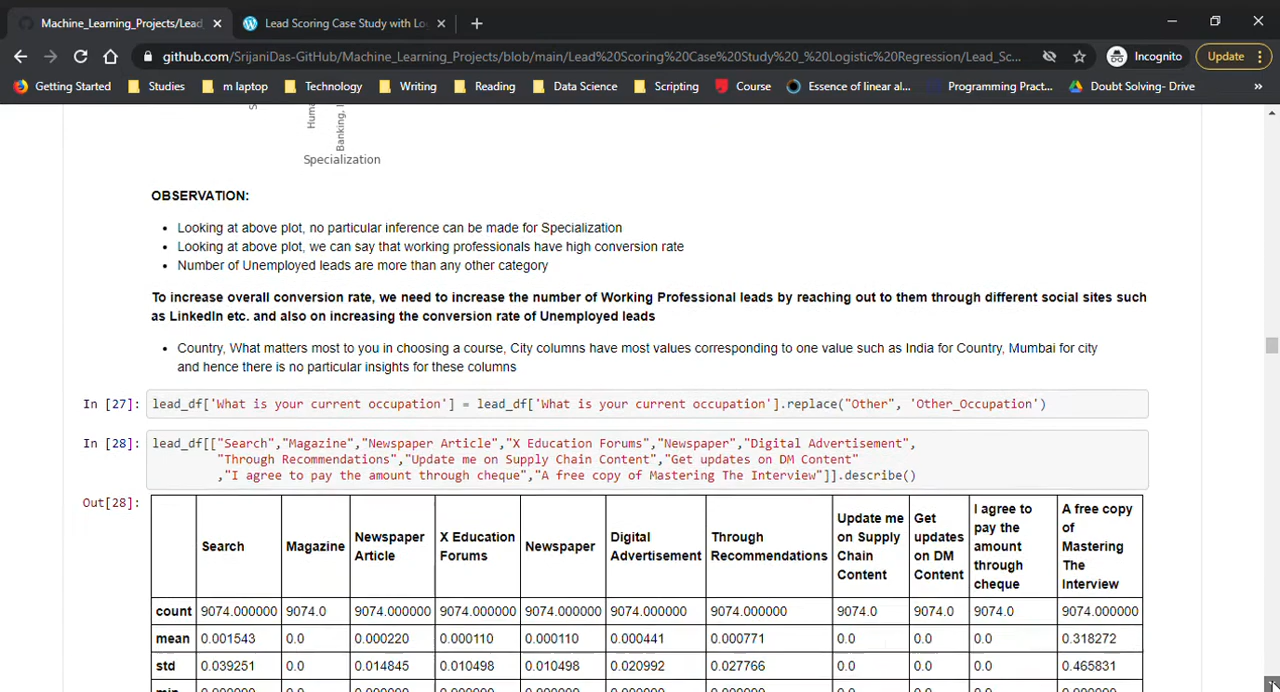 Machine_Learning_Projects/Lead_
Lead Scoring Case Study with Lo
github.com/SrijaniDas-GitHub/Machine_Learning_Projects/blob/main/Lead%20Scoring%20Case%20Study%20_%20Logistic%20Regression/Lead_Sc...
Incognito
Update
Getting Started
Studies
m laptop
Technology
Writing
Reading
Data Science
Scripting
Course
Essence of linear al...
Programming Pract...
Doubt Solving- Drive
»
Banking,
Specialization
OBSERVATION:
• Looking at above plot, no particular inference can be made for Specialization
• Looking at above plot, we can say that working professionals have high conversion rate
• Number of Unemployed leads are more than any other category
To increase overall conversion rate, we need to increase the number of Working Professional leads by reaching out to them through different social sites such
as LinkedIn etc. and also on increasing the conversion rate of Unemployed leads
• Country, What matters most to you in choosing a course, City columns have most values corresponding to one value such as India for Country, Mumbai for city
and hence there is no particular insights for these columns
In [27]: lead_df['What is your current occupation'] = lead_df['What is your current occupation'].replace("Other", 'Other_Occupation')
In [28]: lead_df[["Search","Magazine","Newspaper Article","X Education Forums","Newspaper","Digital Advertisement",
"Through Recommendations","Update me on Supply Chain Content","Get updates on DM Content"
,"I agree to pay the amount through cheque","A free copy of Mastering The Interview"]].describe()
Out[28]:
Search
Magazine
Newspaper
Article
X Education
Forums
Newspaper
Digital
Advertisement
Through
Recommendations
Update me
on Supply
Chain
Content
Get
updates
on DM
Content
I agree to
pay the
amount
through
cheque
A free copy
of
Mastering
The
Interview
count 9074.000000 9074.0 9074.000000 9074.000000 9074.000000 9074.000000 9074.000000 9074.0 9074.0 9074.0 9074.000000
mean 0.001543 0.0 0.000220 0.000110 0.000110 0.000441 0.000771 0.0 0.0 0.0 0.318272
std 0.039251 0.0 0.014845 0.010498 0.010498 0.020992 0.027766 0.0 0.0 0.0 0.465831